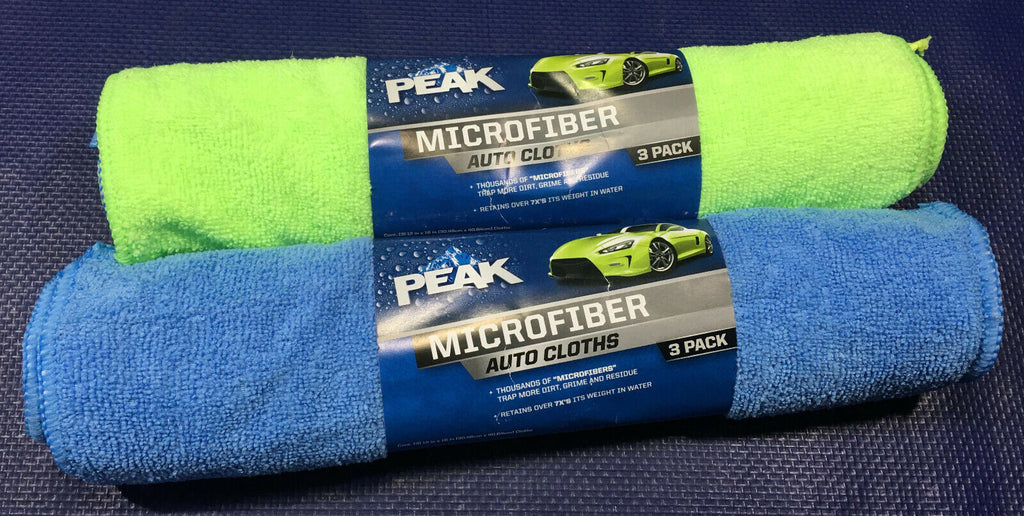 PEAK
MICROFIBER
AUTO CLOTHS
3 PACK
• THOUSANDS OF "MICROFIBERS"
TRAP MORE DIRT, GRIME AND RESIDUE
• RETAINS OVER 7X'S ITS WEIGHT IN WATER
PEAK
MICROFIBER
AUTO CLOTHS
3 PACK
• THOUSANDS OF "MICROFIBERS"
TRAP MORE DIRT, GRIME AND RESIDUE
• RETAINS OVER 7X'S ITS WEIGHT IN WATER